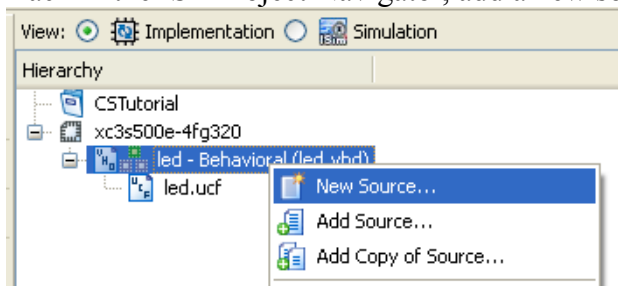 View: Implementation Simulation
Hierarchy
CSTutorial
xc3s500e-4fg320
led - Behavioral (led.vhd)
led.ucf
New Source...
Add Source...
Add Copy of Source...